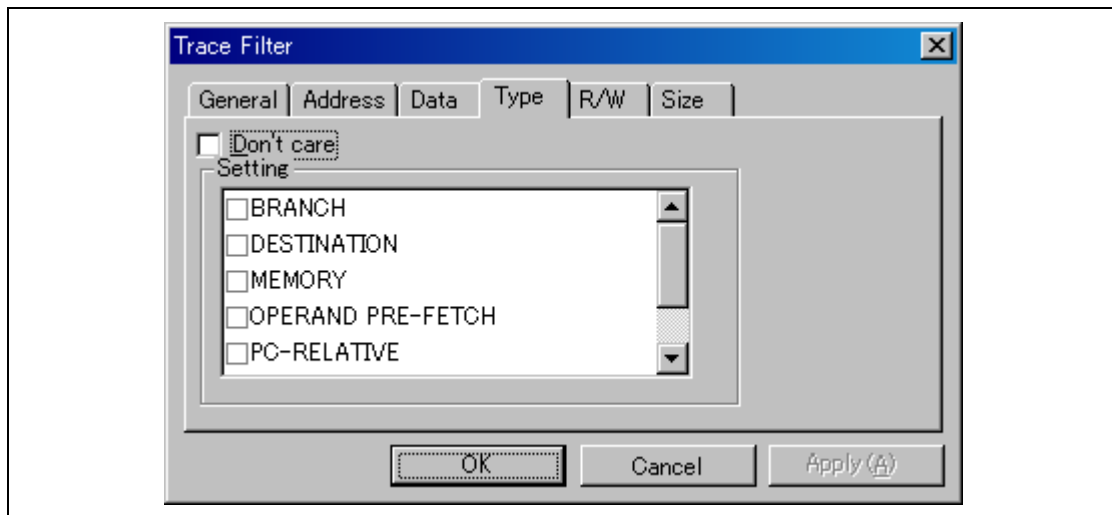 Trace Filter
General Address Data Type R/W Size
Don't care
Setting
BRANCH
DESTINATION
MEMORY
OPERAND PRE-FETCH
PC-RELATIVE
OK Cancel Apply(A)